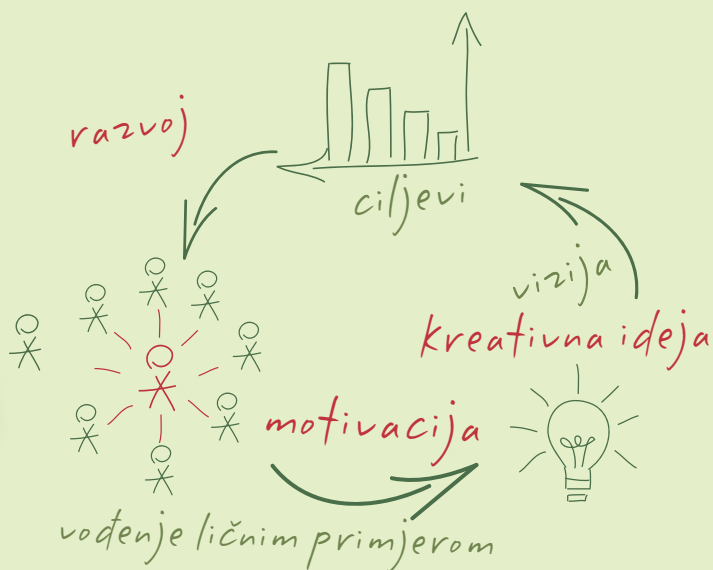 razvoj
ciljevi
vizija
kreativna ideja
motivacija
vođenje ličnim primjerom